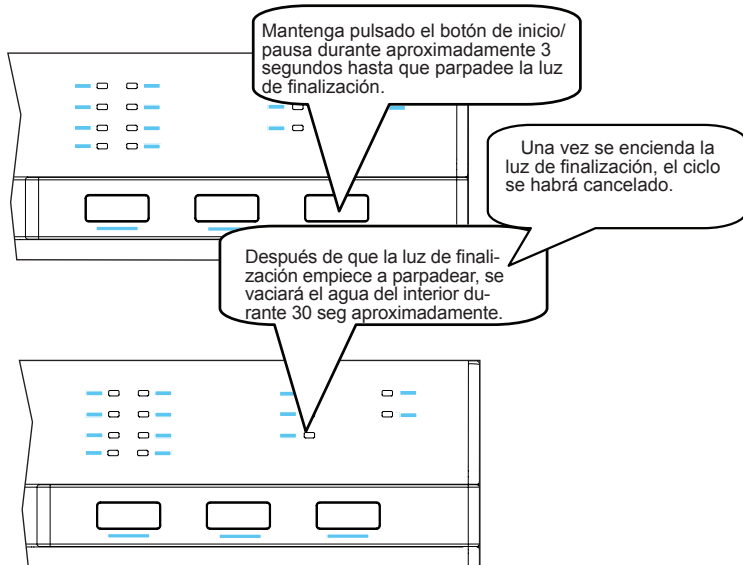 Mantenga pulsado el botón de inicio/
pausa durante aproximadamente 3
segundos hasta que parpadee la luz
de finalización.
Una vez se encienda la
luz de finalización, el ciclo
se habrá cancelado.
Después de que la luz de finali-
zación empiece a parpadear, se
vaciará el agua del interior du-
rante 30 seg aproximadamente.